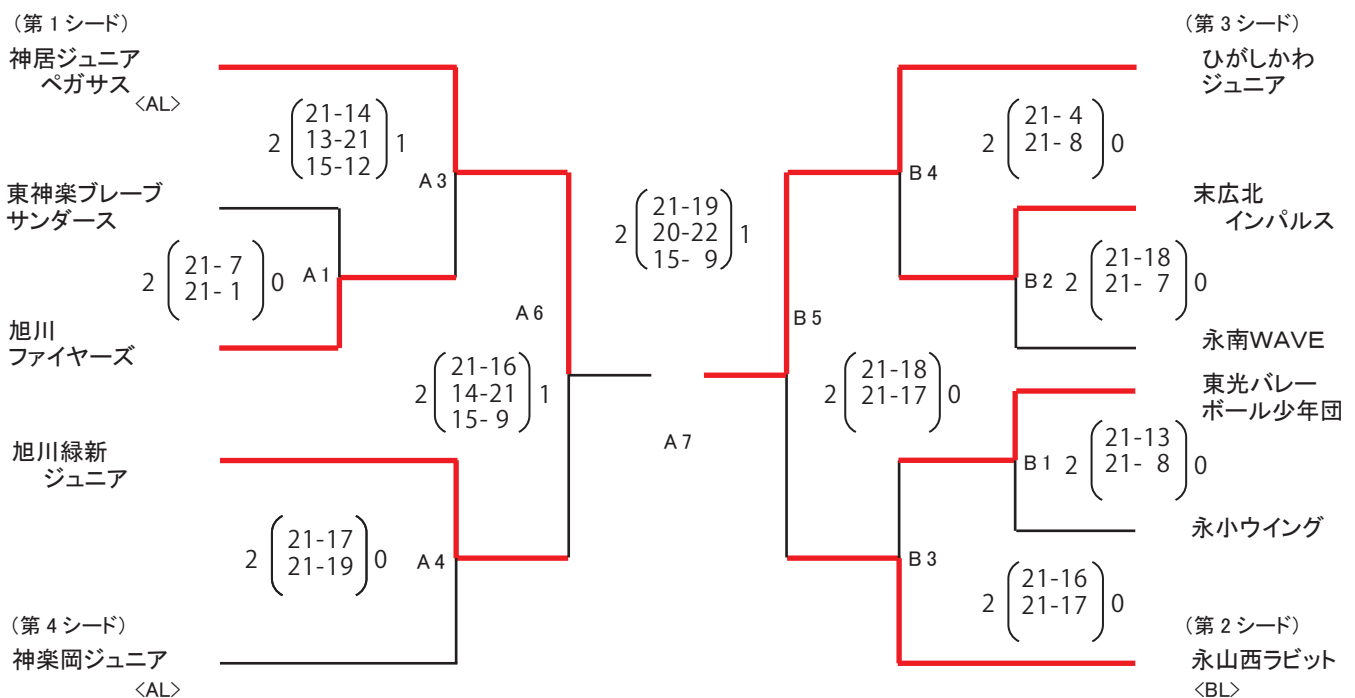 (第1シード)
神居ジュニア
ペガサス
<AL>
21-14
2 13-21 1
15-12
A3
東神楽ブレーブ
サンダース
21- 7
2 21- 1 0
A1
旭川
ファイヤーズ
A6
21-16
2 14-21 1
15- 9
旭川緑新
ジュニア
21-17
2 21-19 0
A4
(第4シード)
神楽岡ジュニア
<AL>
21-19
2 20-22 1
15- 9
A7
(第3シード)
ひがしかわ
ジュニア
21- 4
2 21- 8 0
B4
末広北
インパルス
21-18
B2 2 21- 7 0
永南WAVE
B5
21-18
2 21-17 0
東光バレー
ボール少年団
21-13
B1 2 21- 8 0
永小ウイング
B3
21-16
2 21-17 0
(第2シード)
永山西ラビット
<BL>